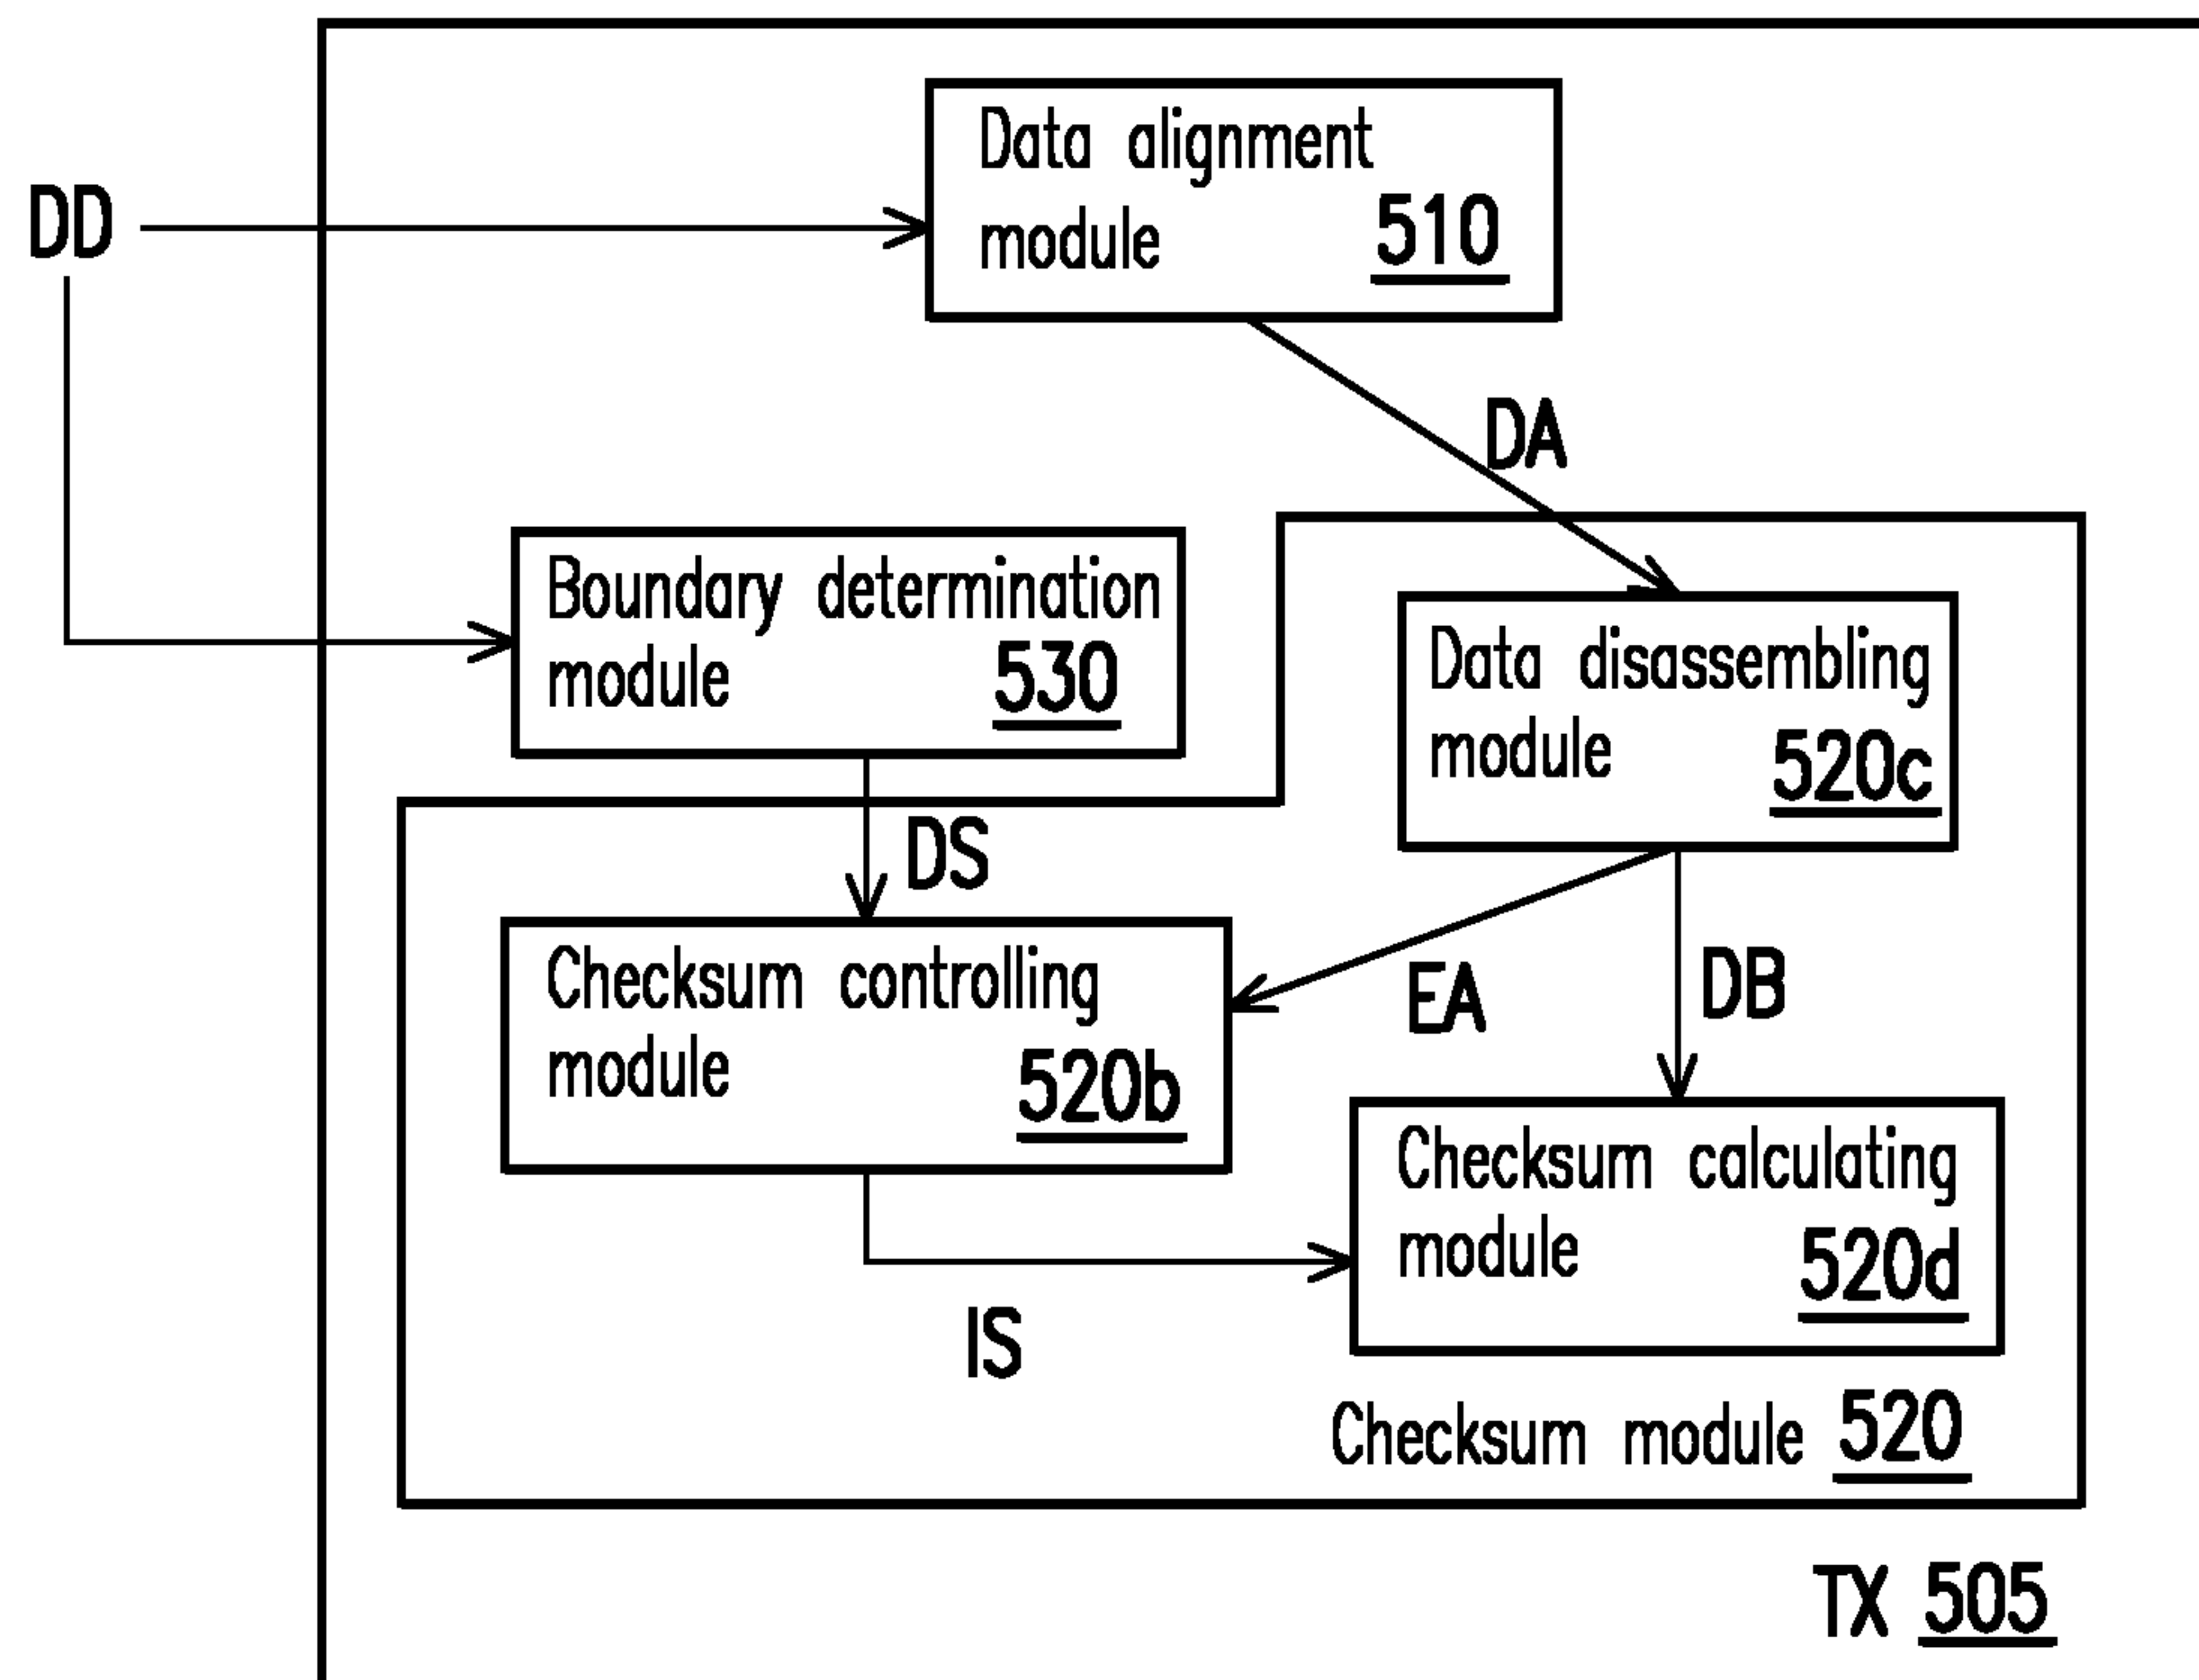 Data alignment
module 510
DD
DA
Boundary determination
module 530
Data disassembling
module 520c
DS
Checksum controlling
module 520b
EA
DB
Checksum calculating
module 520d
IS
Checksum module 520
TX 505